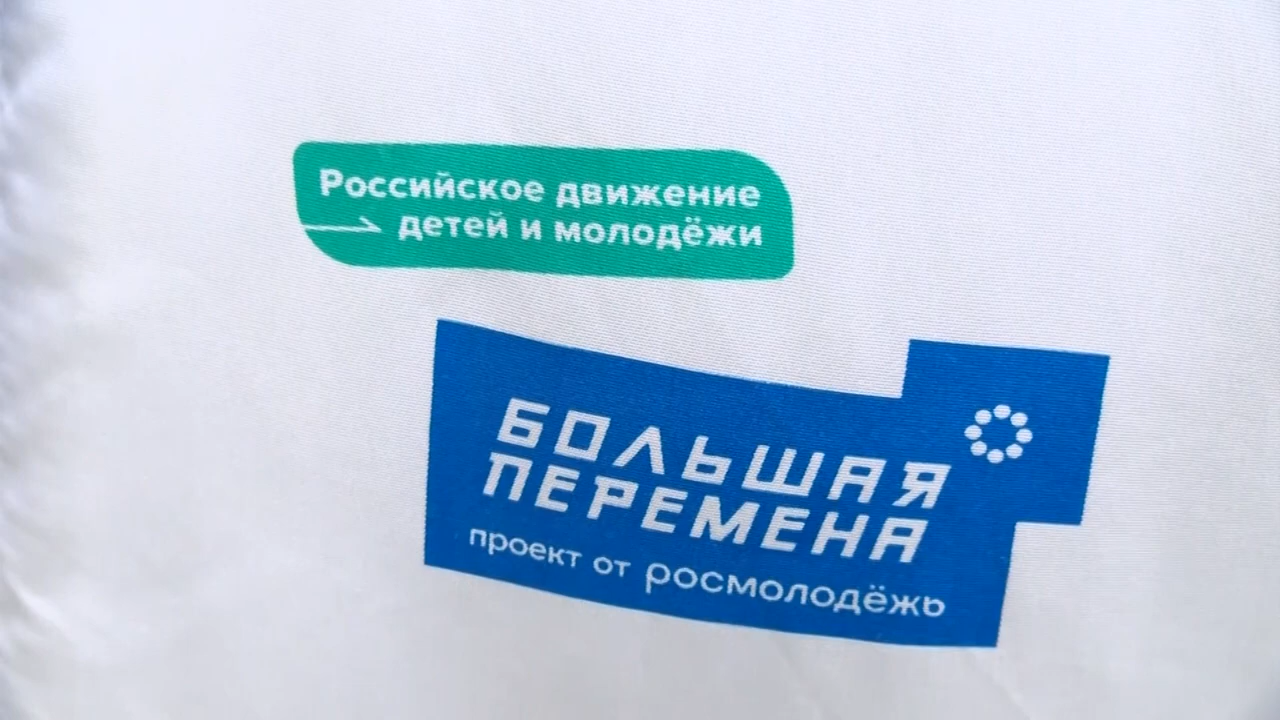 Российское движение
детей и молодёжи
БОЛЬШАЯ
ПЕРЕМЕНА
проект от росмолодёжь